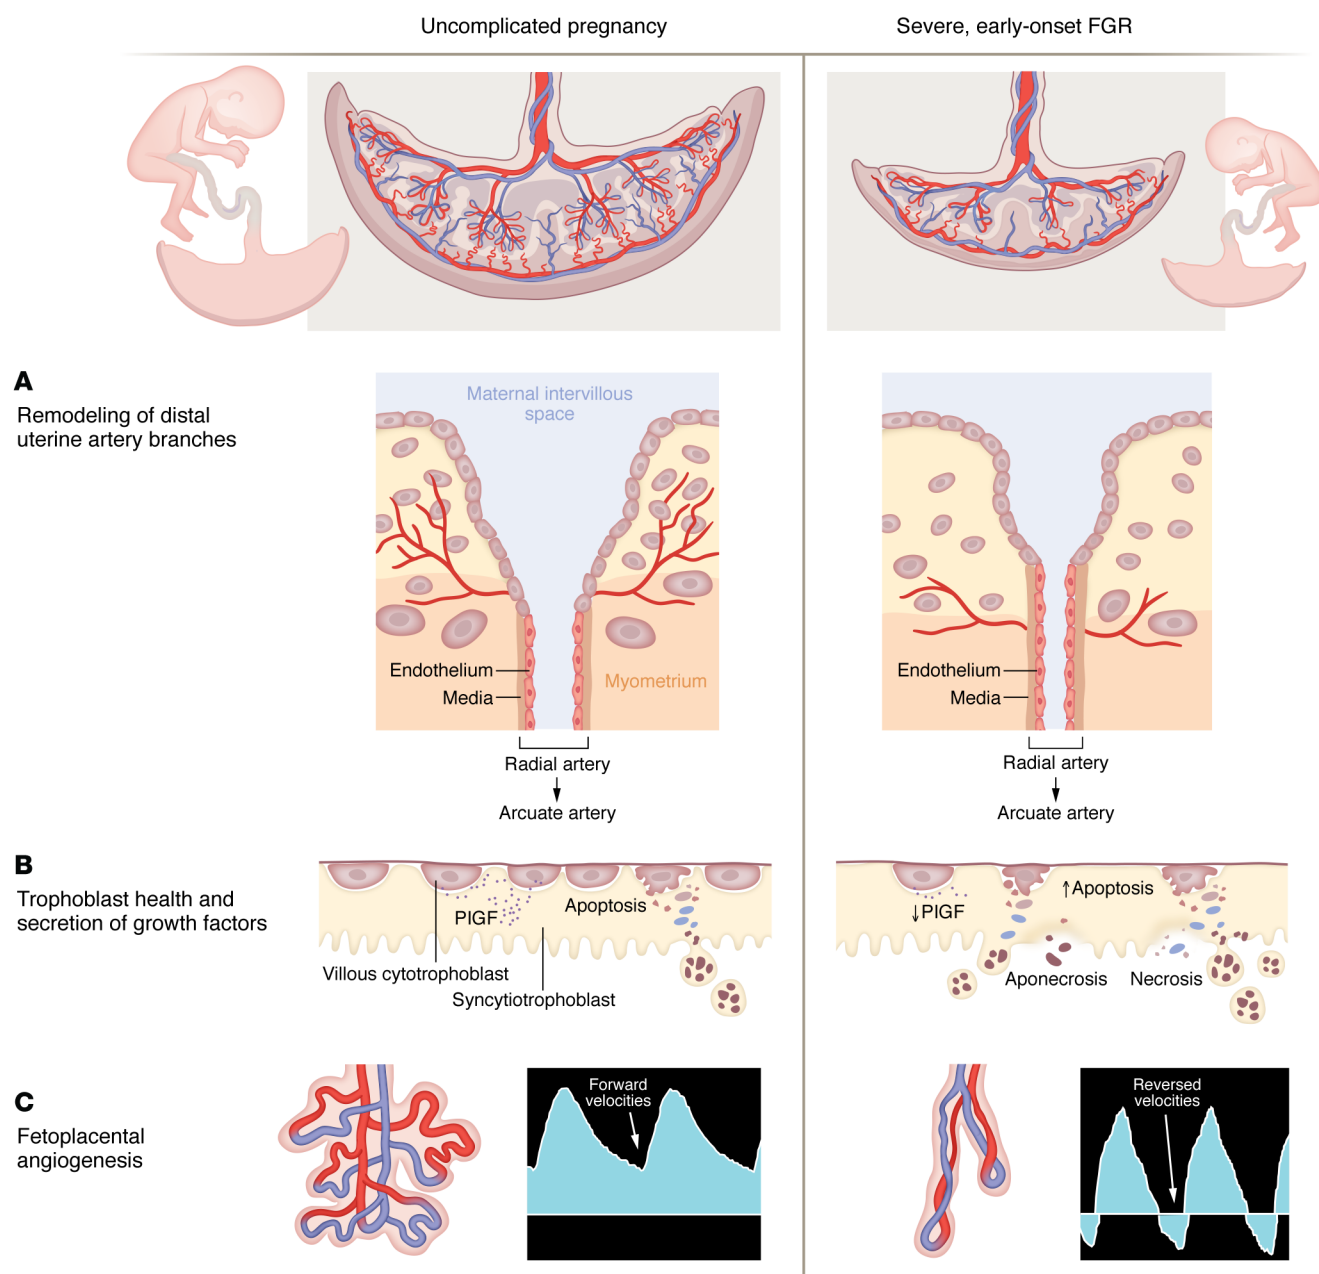 Uncomplicated pregnancy
Severe, early-onset FGR
A
Remodeling of distal
uterine artery branches
Maternal intervillous
space
Endothelium
Media
Myometrium
Radial artery
Arcuate artery
Endothelium
Media
Radial artery
Arcuate artery
B
Trophoblast health and
secretion of growth factors
PlGF
Apoptosis
Villous cytotrophoblast
Syncytiotrophoblast
↓PlGF
↑Apoptosis
Aponecrosis
Necrosis
C
Fetoplacental
angiogenesis
Forward
velocities
Reversed
velocities